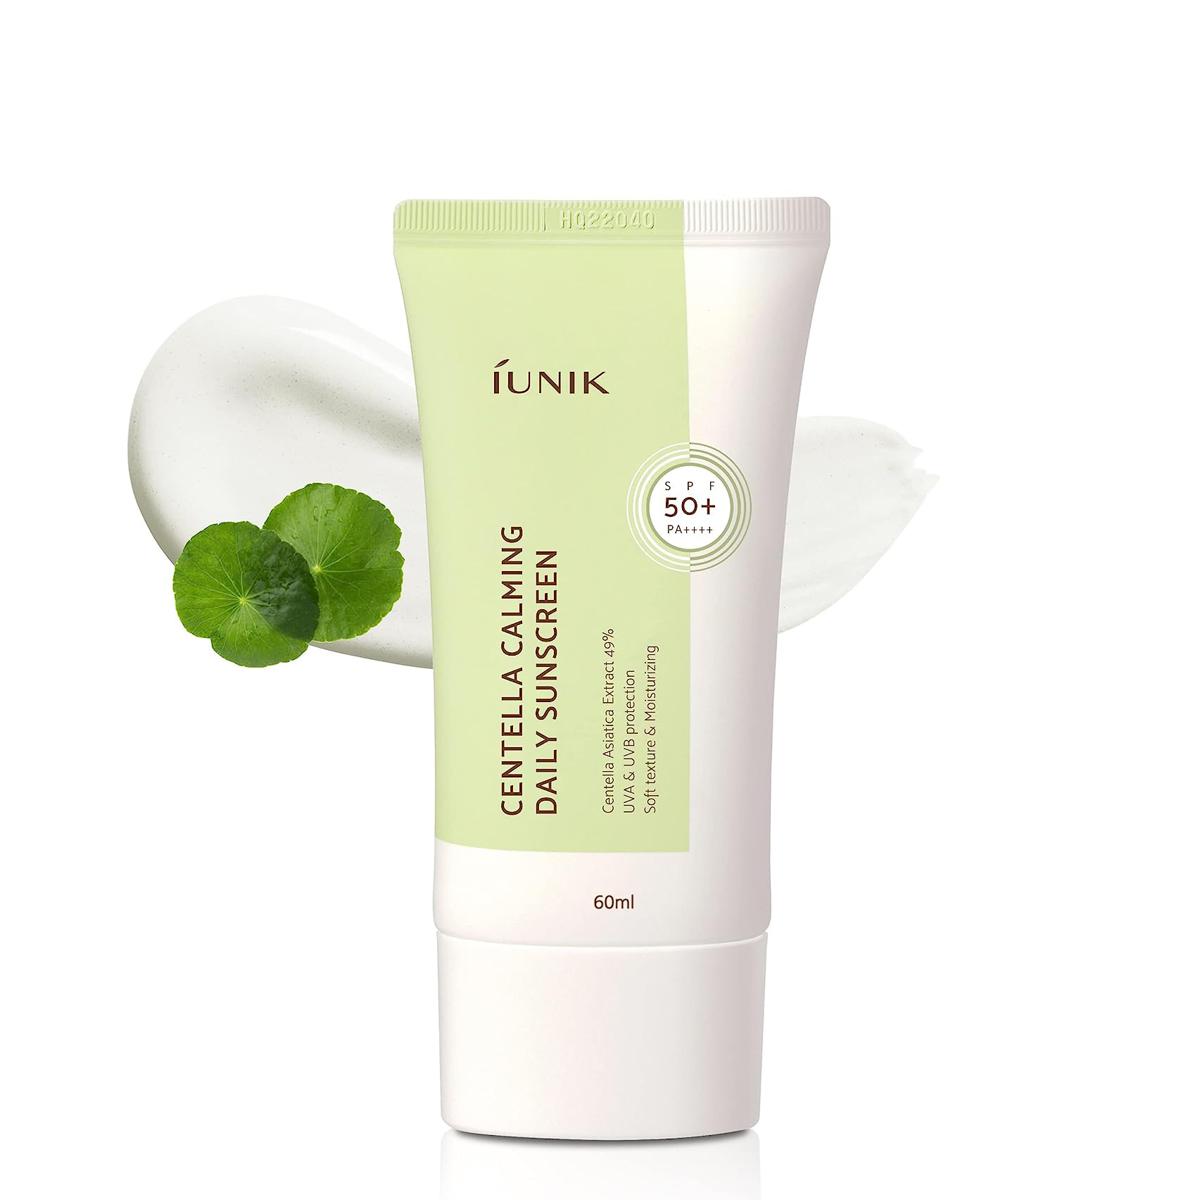 HQ22040
íUNIK
SPF
50+
PA++++
CENTELLA CALMING
DAILY SUNSCREEN
Centella Asiatica Extract 49%
UVA & UVB protection
Soft texture & Moisturizing
60ml